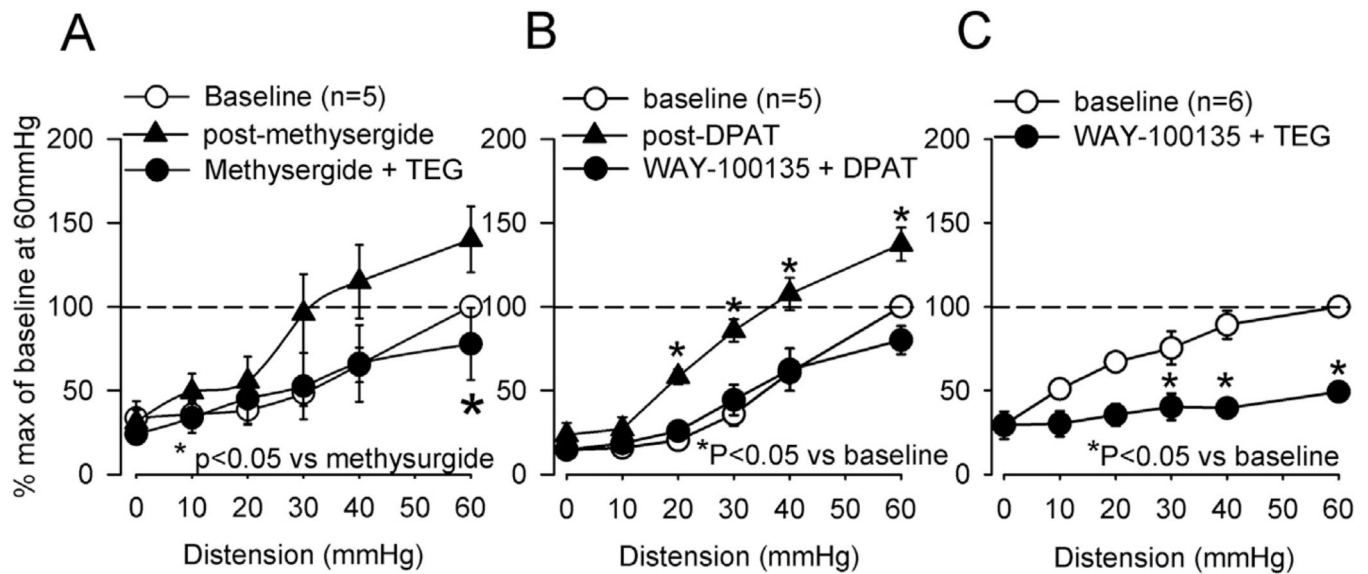 A
Baseline (n=5)
post-methysergide
Methysergide + TEG
200
150
100
50
0
% max of baseline at 60mmHg
* p<0.05 vs methysurgide
*
0 10 20 30 40 50 60
Distension (mmHg)
B
baseline (n=5)
post-DPAT
WAY-100135 + DPAT
200
150
100
50
0
* * * *
*P<0.05 vs baseline
0 10 20 30 40 50 60
Distension (mmHg)
C
baseline (n=6)
WAY-100135 + TEG
200
150
100
50
0
* * *
*P<0.05 vs baseline
0 10 20 30 40 50 60
Distension (mmHg)